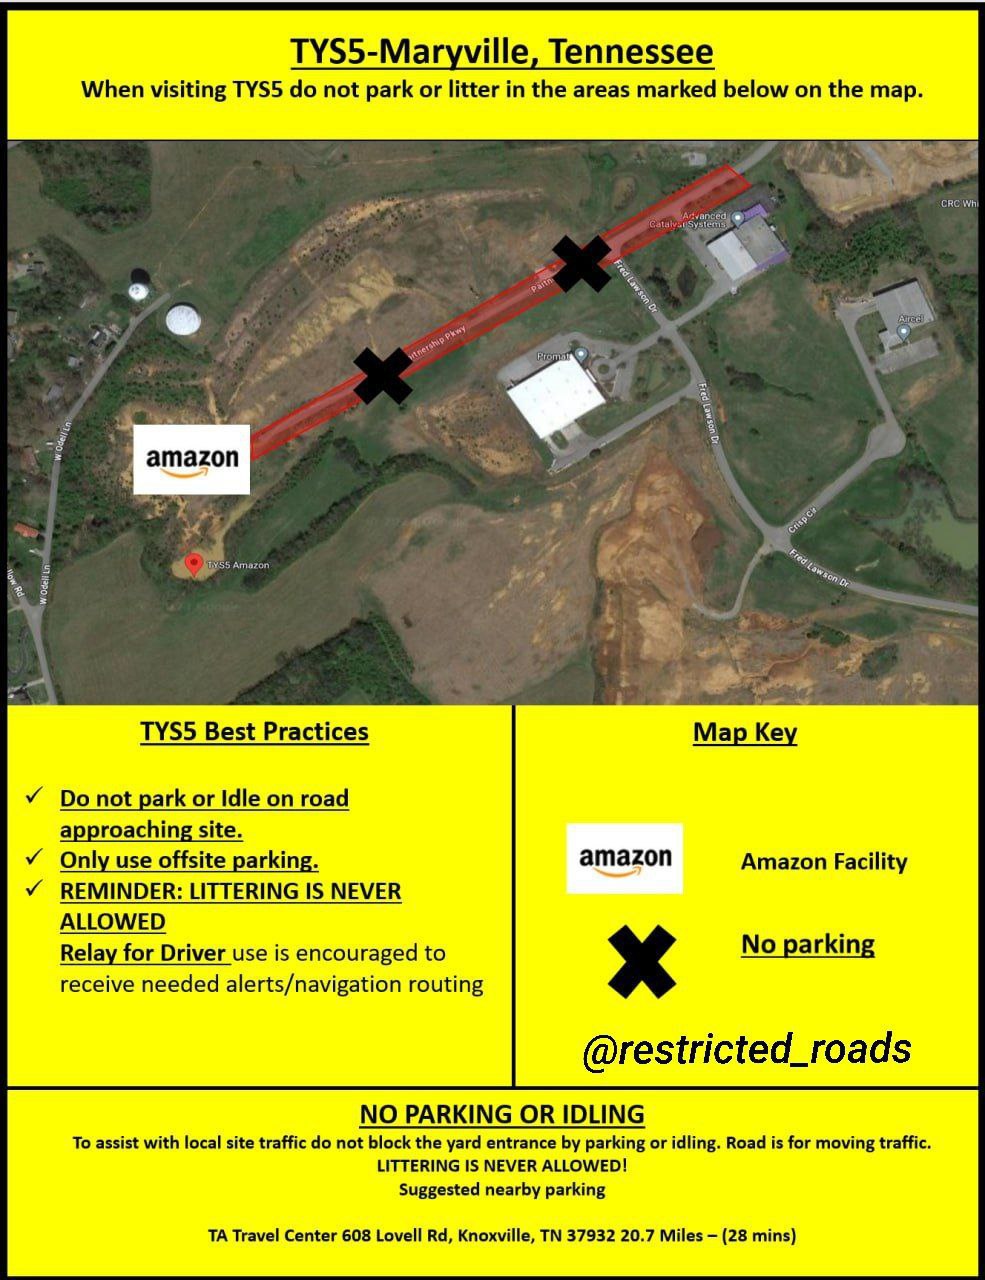 TYS5-Maryville, Tennessee
When visiting TYS5 do not park or litter in the areas marked below on the map.
CRC Whi
Advanced
Catalyst Systems
Partn
Fred Lawson Dr
Aircel
rtnership Pkwy
Promat
W Odell Ln
Fred Lawson Dr
amazon
Crisp Cir
TYS5 Amazon
Fred Lawson Dr
W Odell Ln
llow Rd
TYS5 Best Practices
✓ Do not park or Idle on road
approaching site.
✓ Only use offsite parking.
✓ REMINDER: LITTERING IS NEVER
ALLOWED
Relay for Driver use is encouraged to
receive needed alerts/navigation routing
Map Key
amazon
Amazon Facility
No parking
@restricted_roads
NO PARKING OR IDLING
To assist with local site traffic do not block the yard entrance by parking or idling. Road is for moving traffic.
LITTERING IS NEVER ALLOWED!
Suggested nearby parking
TA Travel Center 608 Lovell Rd, Knoxville, TN 37932 20.7 Miles – (28 mins)